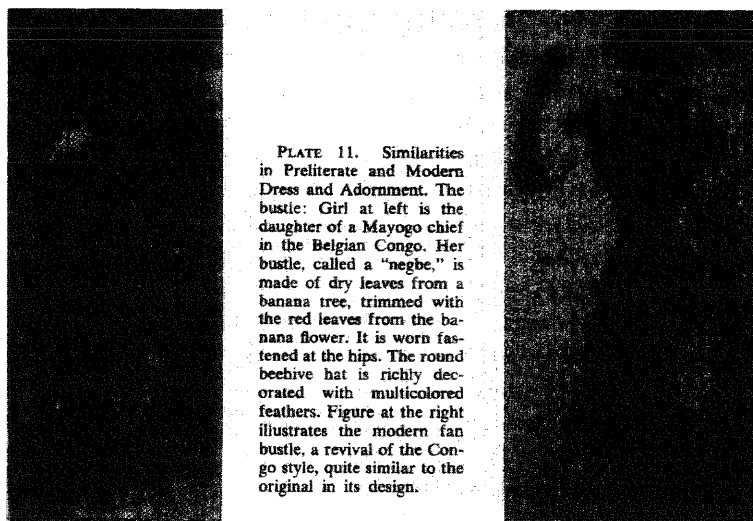 PLATE 11. Similarities
in Preliterate and Modern
Dress and Adornment. The
bustle: Girl at left is the
daughter of a Mayogo chief
in the Belgian Congo. Her
bustle, called a "negbe," is
made of dry leaves from a
banana tree, trimmed with
the red leaves from the ba-
nana flower. It is worn fas-
tened at the hips. The round
beehive hat is richly dec-
orated with multicolored
feathers. Figure at the right
illustrates the modern fan
bustle, a revival of the Con-
go style, quite similar to the
original in its design.